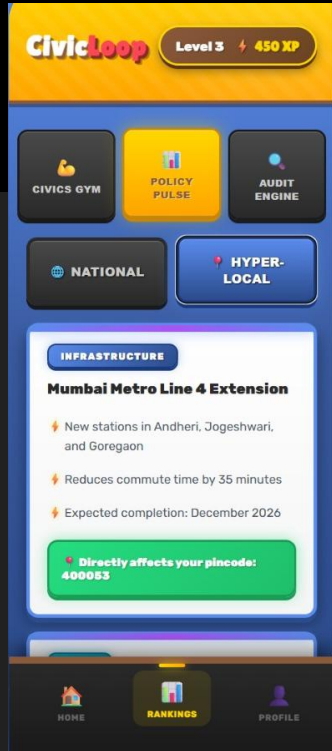 CivicLoop
Level 3 ⚡ 450 XP
CIVICS GYM
POLICY
PULSE
AUDIT
ENGINE
NATIONAL
HYPER-
LOCAL
INFRASTRUCTURE
Mumbai Metro Line 4 Extension
New stations in Andheri, Jogeshwari,
and Goregaon
Reduces commute time by 35 minutes
Expected completion: December 2026
Directly affects your pincode:
400053
HOME
RANKINGS
PROFILE